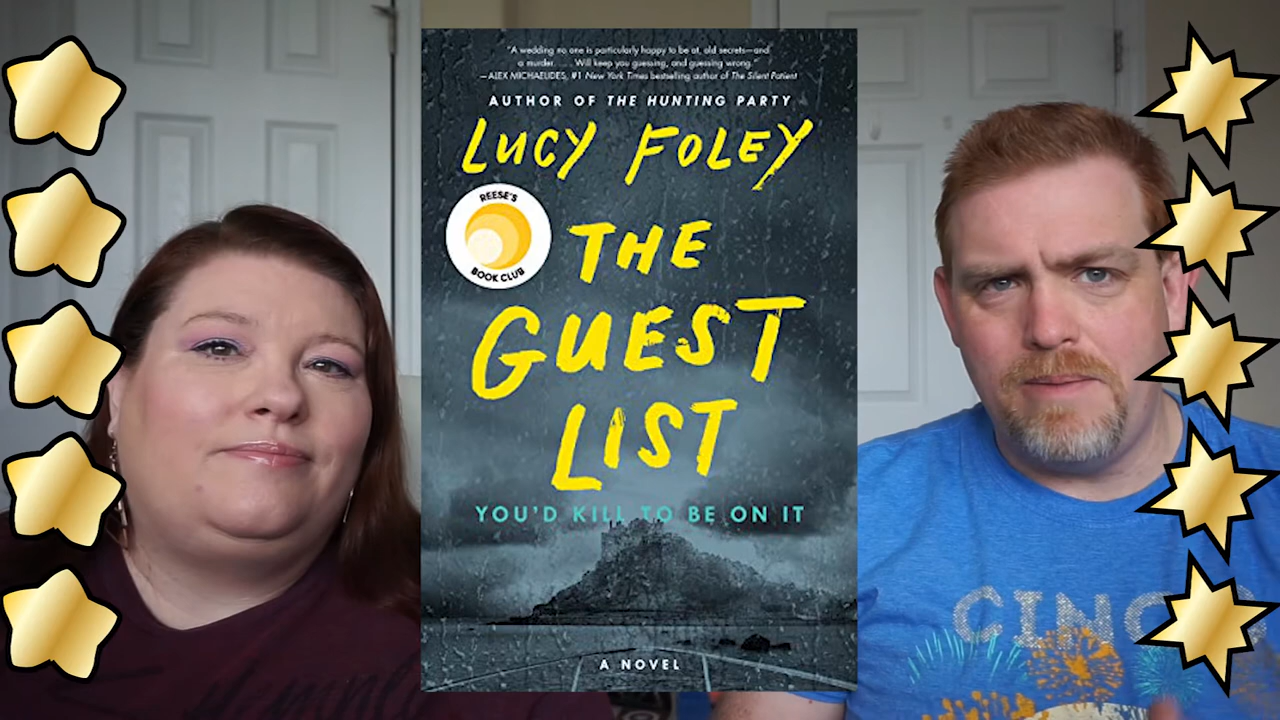 "A wedding no one is particularly happy to be at, old secrets—and
a murder. . . . Will keep you guessing, and guessing wrong."
—ALEX MICHAELIDES, #1 New York Times bestselling author of The Silent Patient
AUTHOR OF THE HUNTING PARTY
LUCY FOLEY
REESE'S
BOOK CLUB
THE
GUEST
LIST
YOU'D KILL TO BE ON IT
A NOVEL